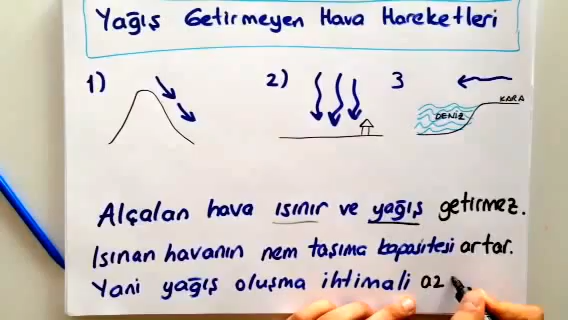 Yağış Getirmeyen Hava Hareketleri
1) 2) 3
DENİZ KARA
Alçalan hava ısınır ve yağış getirmez.
Isınan havanın nem taşıma kapasitesi artar.
Yani yağış oluşma ihtimali az